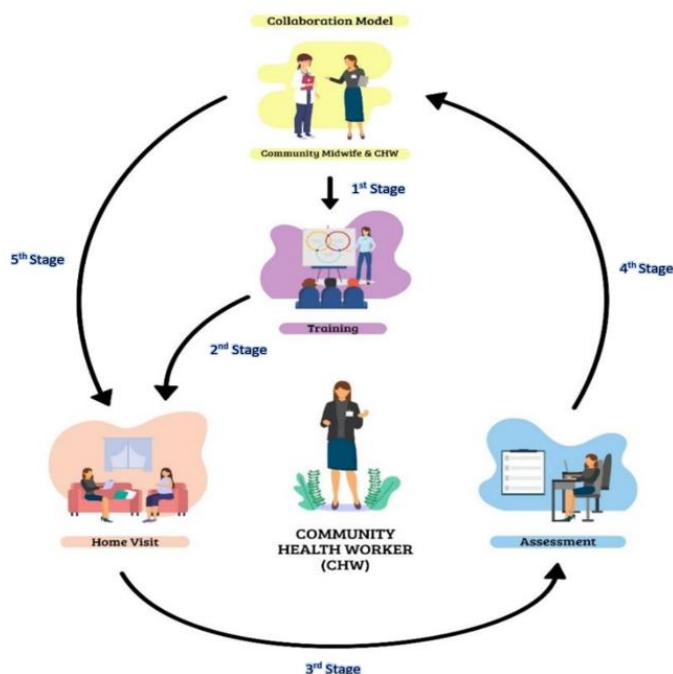 Collaboration Model
Community Midwife & CHW
1st Stage
Training
5th Stage
4th Stage
2nd Stage
Home Visit
COMMUNITY
HEALTH WORKER
(CHW)
Assessment
3rd Stage